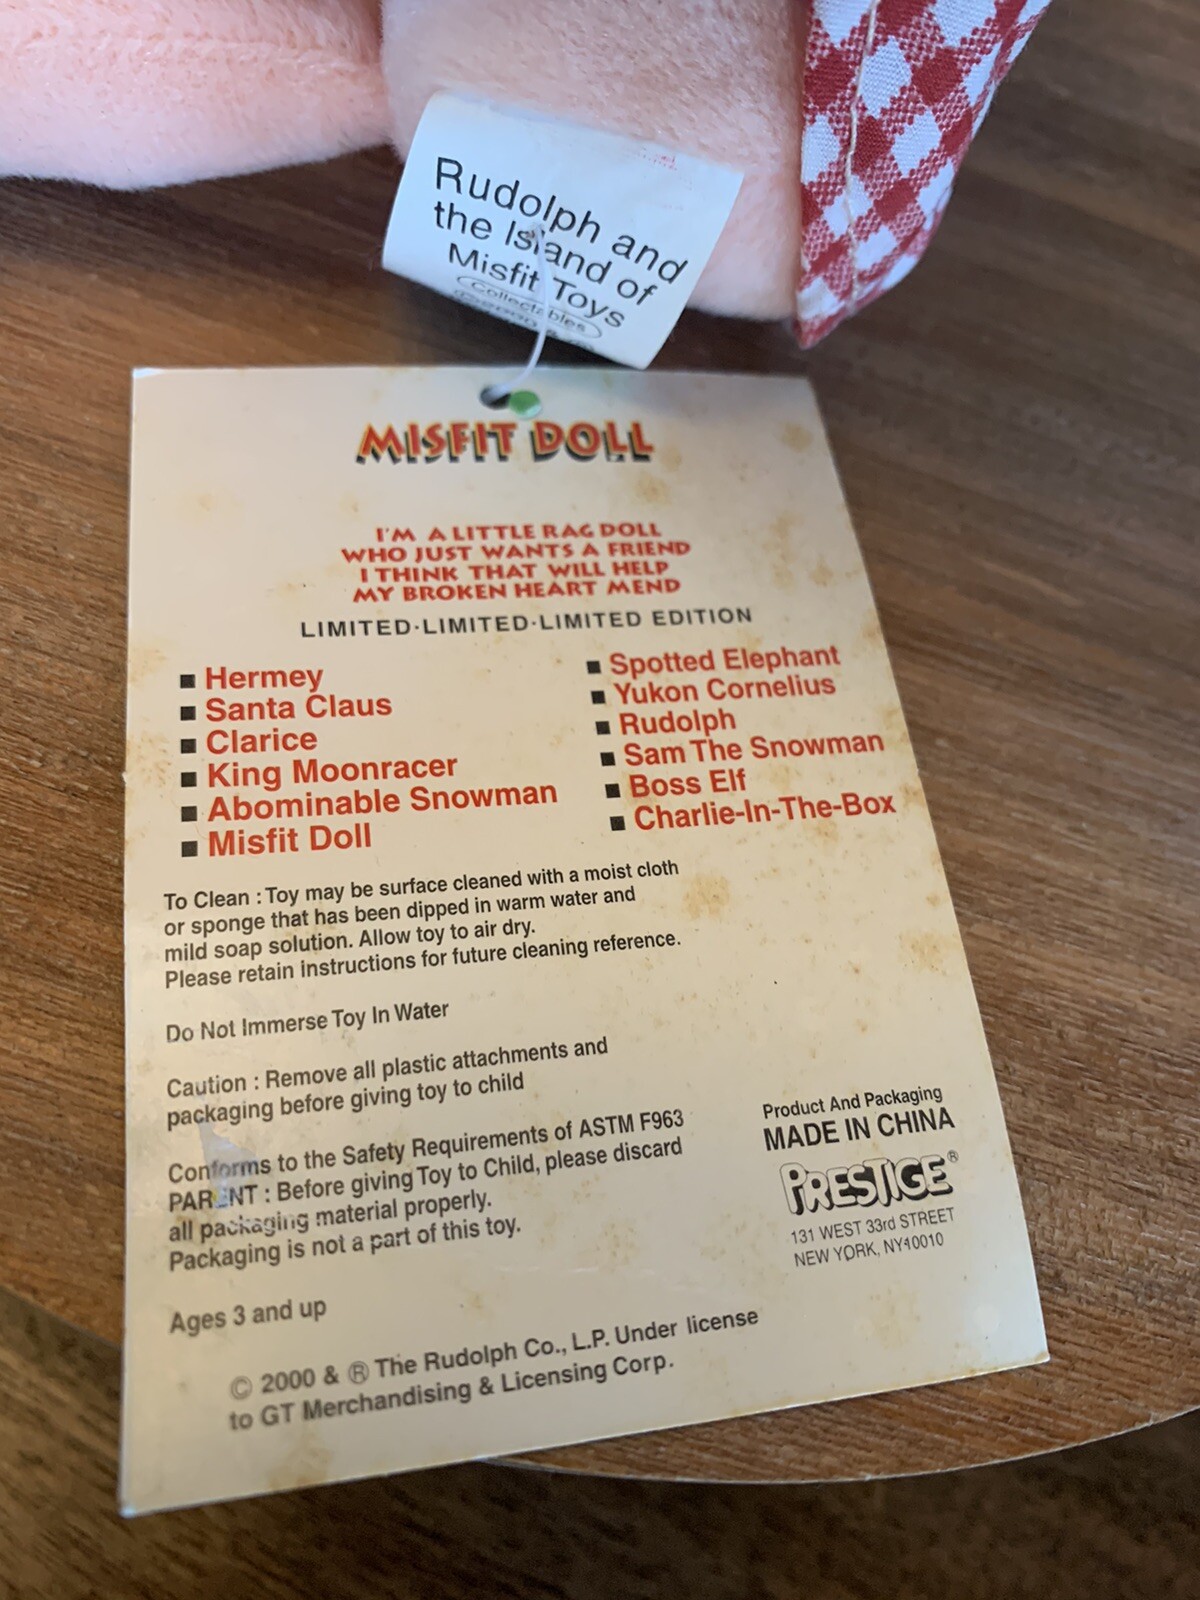 Rudolph and
the Island of
Misfit Toys
Collectables
MISFIT DOLL
I'M A LITTLE RAG DOLL
WHO JUST WANTS A FRIEND
I THINK THAT WILL HELP
MY BROKEN HEART MEND
LIMITED·LIMITED·LIMITED EDITION
■ Hermey
■ Santa Claus
■ Clarice
■ King Moonracer
■ Abominable Snowman
■ Misfit Doll
■ Spotted Elephant
■ Yukon Cornelius
■ Rudolph
■ Sam The Snowman
■ Boss Elf
■ Charlie-In-The-Box
To Clean : Toy may be surface cleaned with a moist cloth
or sponge that has been dipped in warm water and
mild soap solution. Allow toy to air dry.
Please retain instructions for future cleaning reference.
Do Not Immerse Toy In Water
Caution : Remove all plastic attachments and
packaging before giving toy to child
Conforms to the Safety Requirements of ASTM F963
PARENT : Before giving Toy to Child, please discard
all packaging material properly.
Packaging is not a part of this toy.
Ages 3 and up
Product And Packaging
MADE IN CHINA
PRESTIGE®
131 WEST 33rd STREET
NEW YORK, NY 10010
© 2000 & ® The Rudolph Co., L.P. Under license
to GT Merchandising & Licensing Corp.